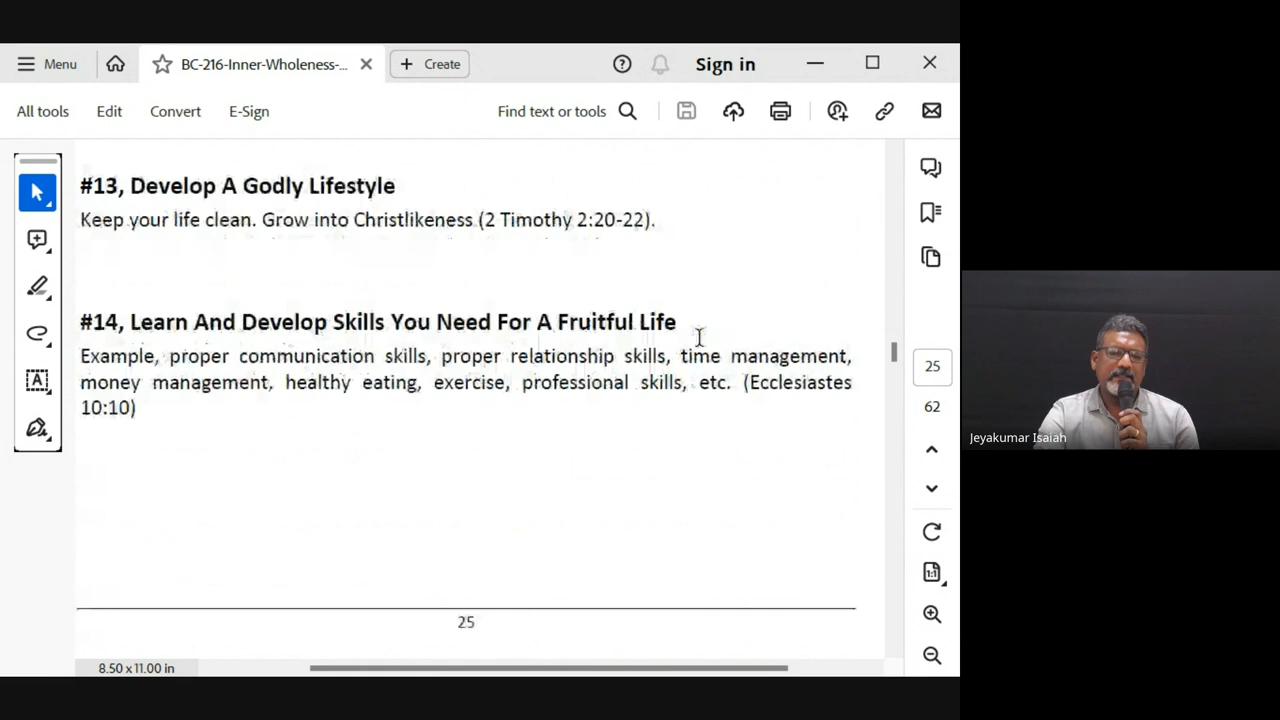 Menu
BC-216-Inner-Wholeness-...
Create
Sign in
All tools
Edit
Convert
E-Sign
Find text or tools
#13, Develop A Godly Lifestyle
Keep your life clean. Grow into Christlikeness (2 Timothy 2:20-22).
#14, Learn And Develop Skills You Need For A Fruitful Life
Example, proper communication skills, proper relationship skills, time management,
money management, healthy eating, exercise, professional skills, etc. (Ecclesiastes
10:10)
25
8.50 x 11.00 in
25
62
1:1
Jeyakumar Isaiah